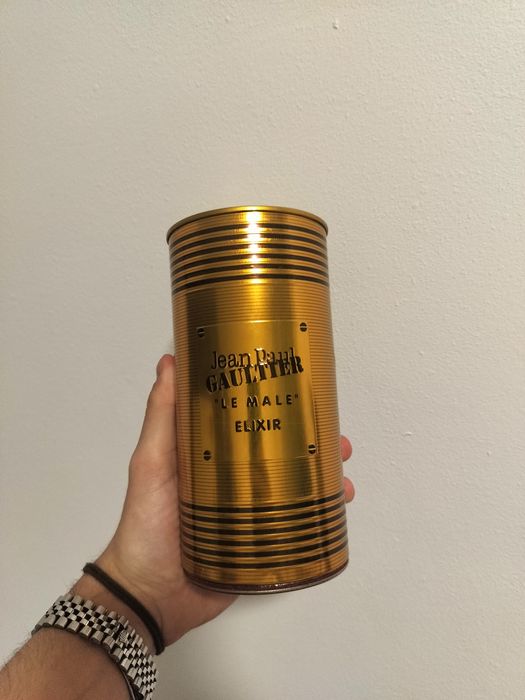 Jean Paul
GAULTIER
"LE MALE"
ELIXIR